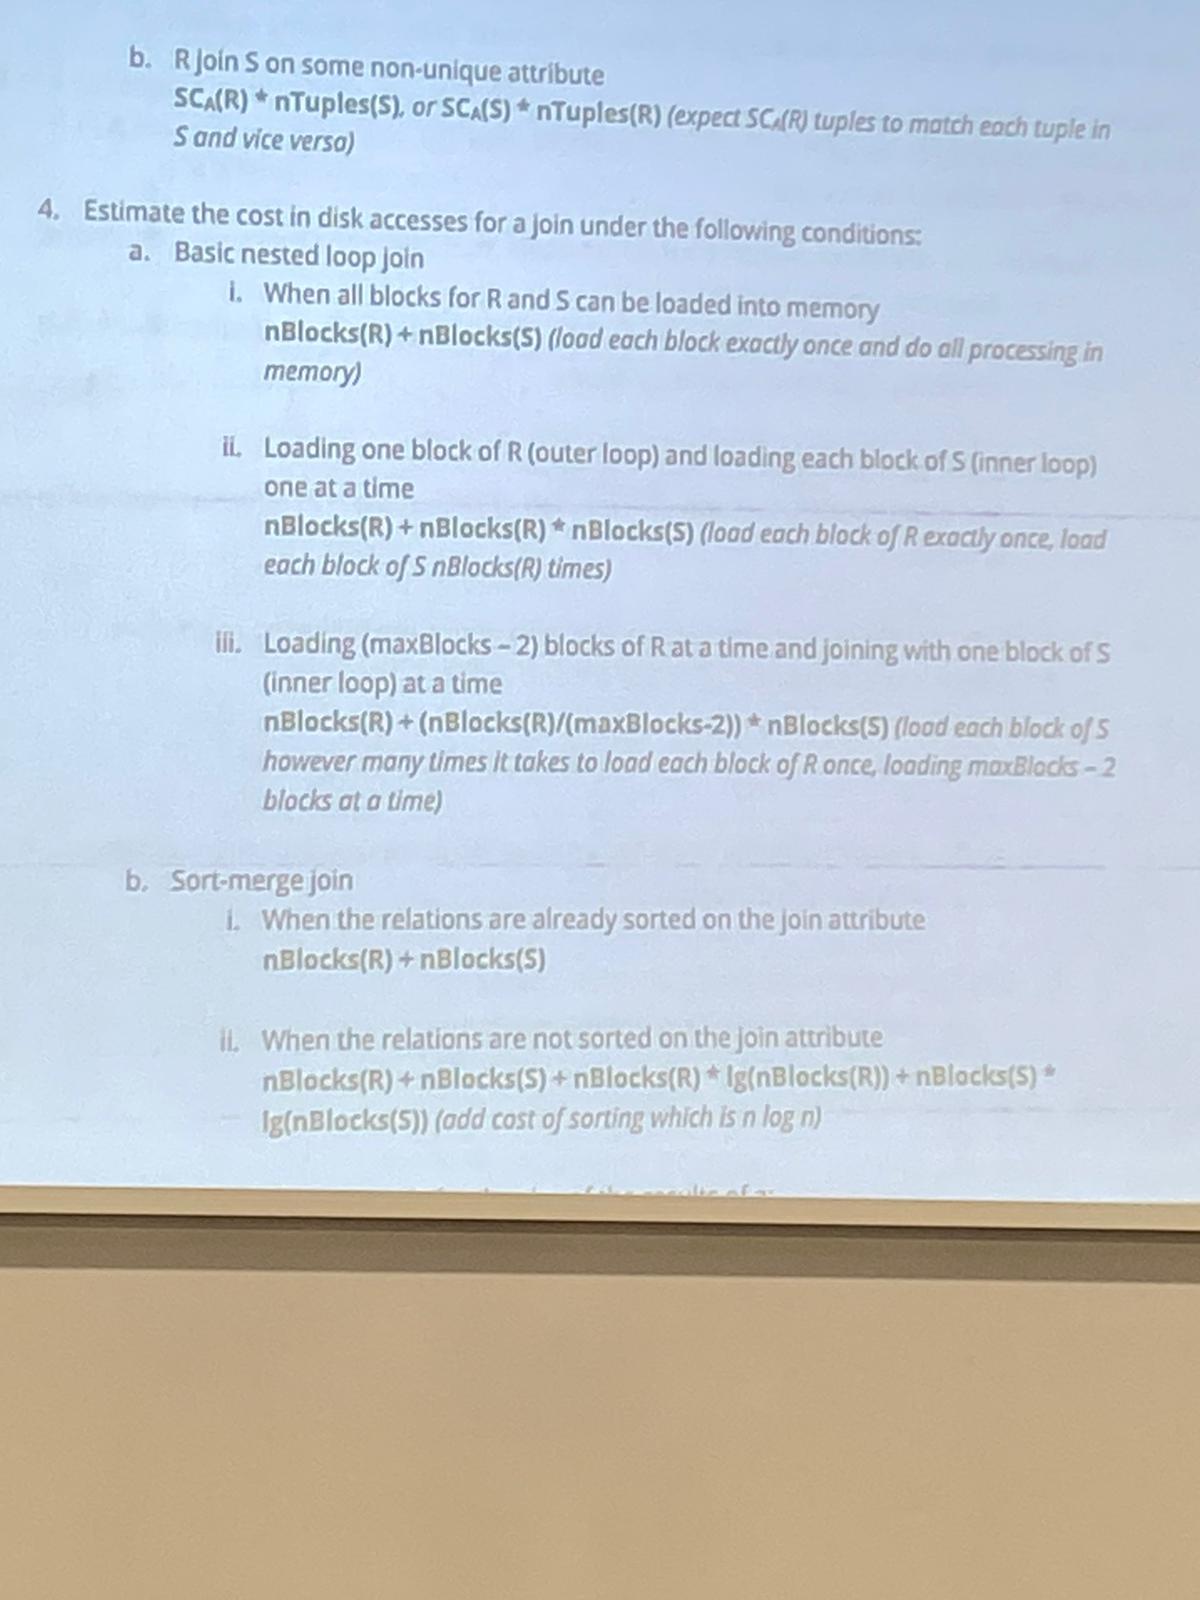 b. R Join S on some non-unique attribute
SCA(R) * nTuples(S), or SCA(S) * nTuples(R) (expect SCA(R) tuples to match each tuple in
S and vice versa)
4. Estimate the cost in disk accesses for a join under the following conditions:
a. Basic nested loop join
i. When all blocks for R and S can be loaded into memory
nBlocks(R) + nBlocks(S) (load each block exactly once and do all processing in
memory)
ii. Loading one block of R (outer loop) and loading each block of S (inner loop)
one at a time
nBlocks(R) + nBlocks(R) * nBlocks(S) (load each block of R exactly once, load
each block of S nBlocks(R) times)
iii. Loading (maxBlocks – 2) blocks of R at a time and joining with one block of S
(inner loop) at a time
nBlocks(R) + (nBlocks(R)/(maxBlocks-2)) * nBlocks(S) (load each block of S
however many times it takes to load each block of R once, loading maxBlocks – 2
blocks at a time)
b. Sort-merge join
i. When the relations are already sorted on the join attribute
nBlocks(R) + nBlocks(S)
ii. When the relations are not sorted on the join attribute
nBlocks(R) + nBlocks(S) + nBlocks(R) * lg(nBlocks(R)) + nBlocks(S) *
lg(nBlocks(S)) (add cost of sorting which is n log n)